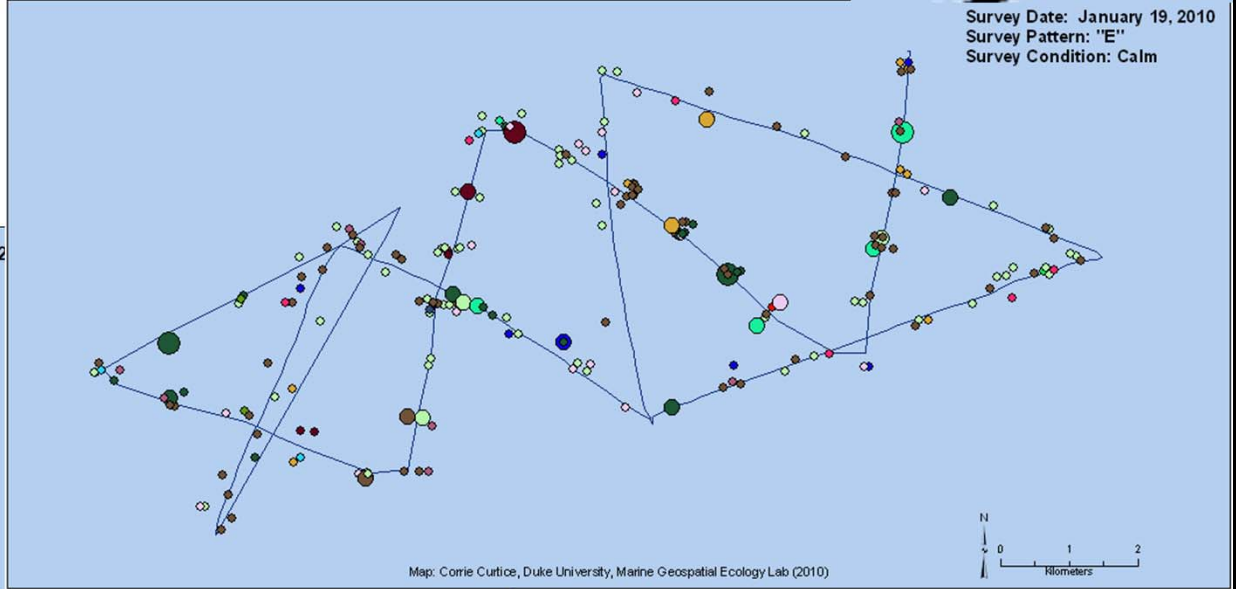 Survey Date: January 19, 2010
Survey Pattern: "E"
Survey Condition: Calm
2
N
0 1 2
Kilometers
Map: Corrie Curtice, Duke University, Marine Geospatial Ecology Lab (2010)